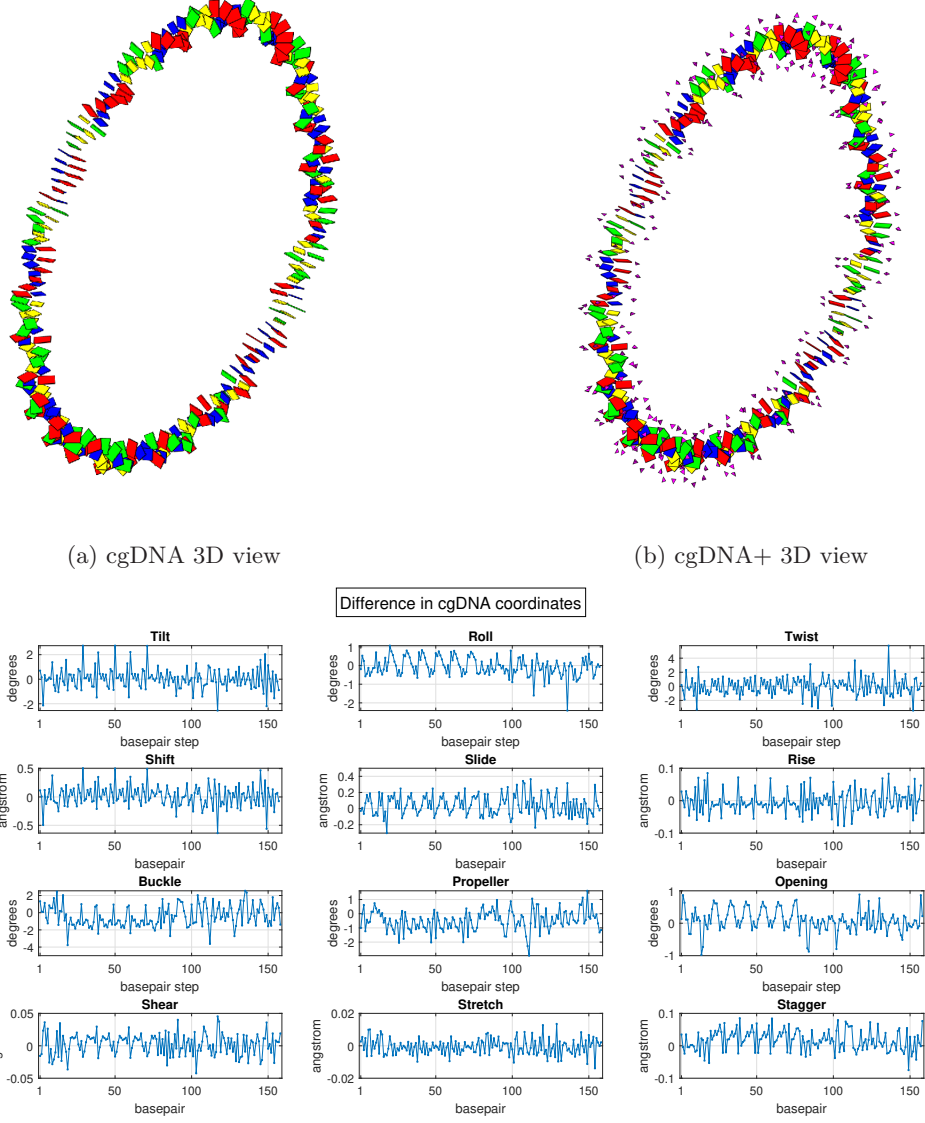 (a) cgDNA 3D view
(b) cgDNA+ 3D view
Difference in cgDNA coordinates
Tilt
degrees
2
0
-2
1
50
100
150
basepair step
Roll
degrees
1
0
-1
-2
1
50
100
150
basepair step
Twist
degrees
4
2
0
-2
1
50
100
150
basepair step
Shift
angstrom
0.5
0
-0.5
1
50
100
150
basepair
Slide
angstrom
0.4
0.2
0
-0.2
1
50
100
150
basepair
Rise
angstrom
0.1
0
-0.1
1
50
100
150
basepair
Buckle
degrees
2
0
-2
-4
1
50
100
150
basepair step
Propeller
degrees
1
0
-1
-2
1
50
100
150
basepair step
Opening
degrees
1
0
-1
1
50
100
150
basepair step
Shear
0.05
0
-0.05
1
50
100
150
basepair
Stretch
angstrom
0.02
0
-0.02
1
50
100
150
basepair
Stagger
angstrom
0.1
0
-0.1
1
50
100
150
basepair